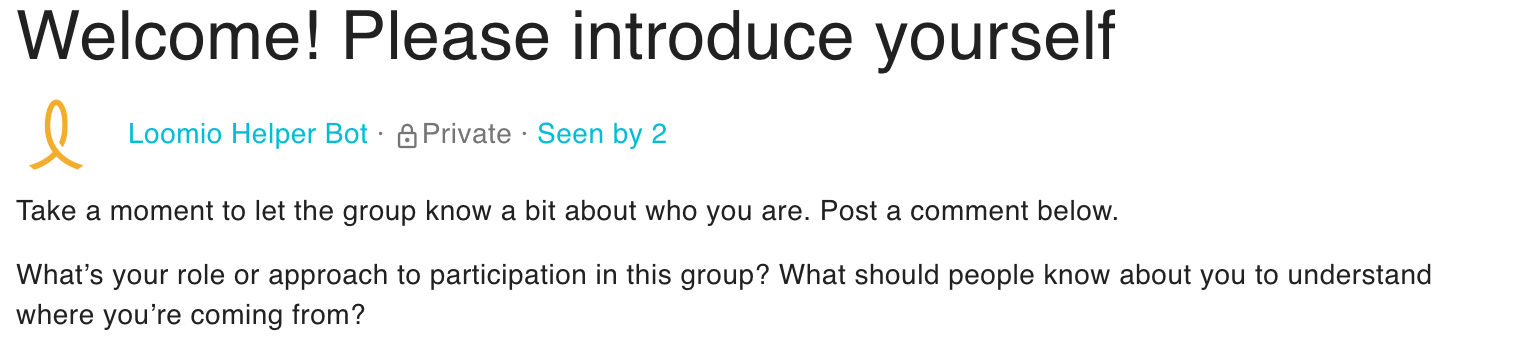 Welcome! Please introduce yourself
Loomio Helper Bot · Private · Seen by 2
Take a moment to let the group know a bit about who you are. Post a comment below.
What’s your role or approach to participation in this group? What should people know about you to understand
where you’re coming from?